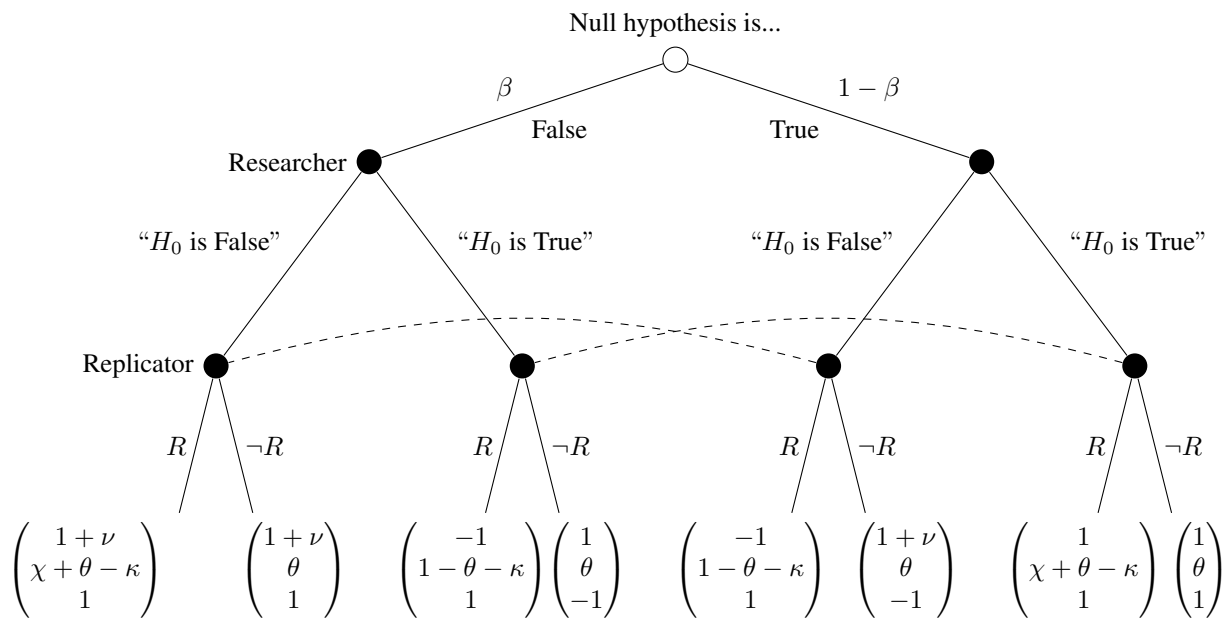 Null hypothesis is...
β
1 − β
False
True
Researcher
“H₀ is False”
“H₀ is True”
“H₀ is False”
“H₀ is True”
Replicator
R
¬R
R
¬R
R
¬R
R
¬R
1 + ν
χ + θ − κ
1
1 + ν
θ
1
−1
1 − θ − κ
1
1
θ
−1
−1
1 − θ − κ
1
1 + ν
θ
−1
1
χ + θ − κ
1
1
θ
1